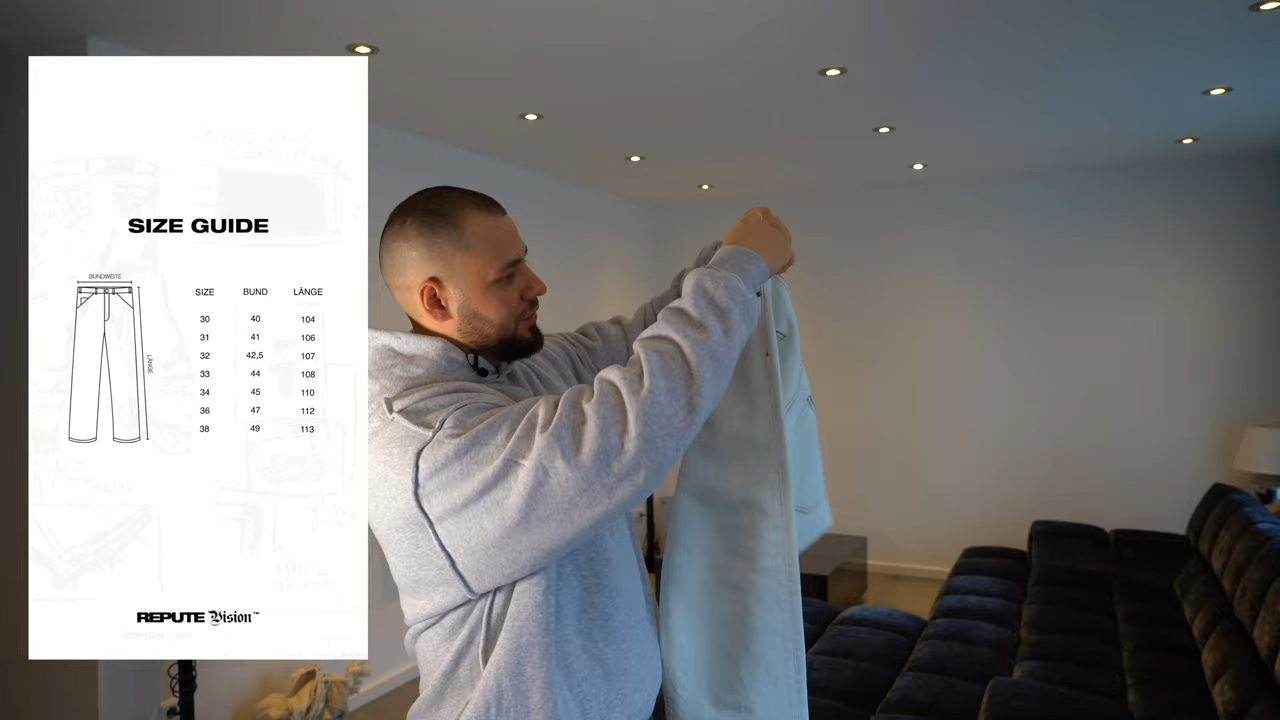 SIZE GUIDE
BUNDWEITE
LÄNGE
SIZE BUND LÄNGE
30 40 104
31 41 106
32 42,5 107
33 44 108
34 45 110
36 47 112
38 49 113
REPUTE Vision™